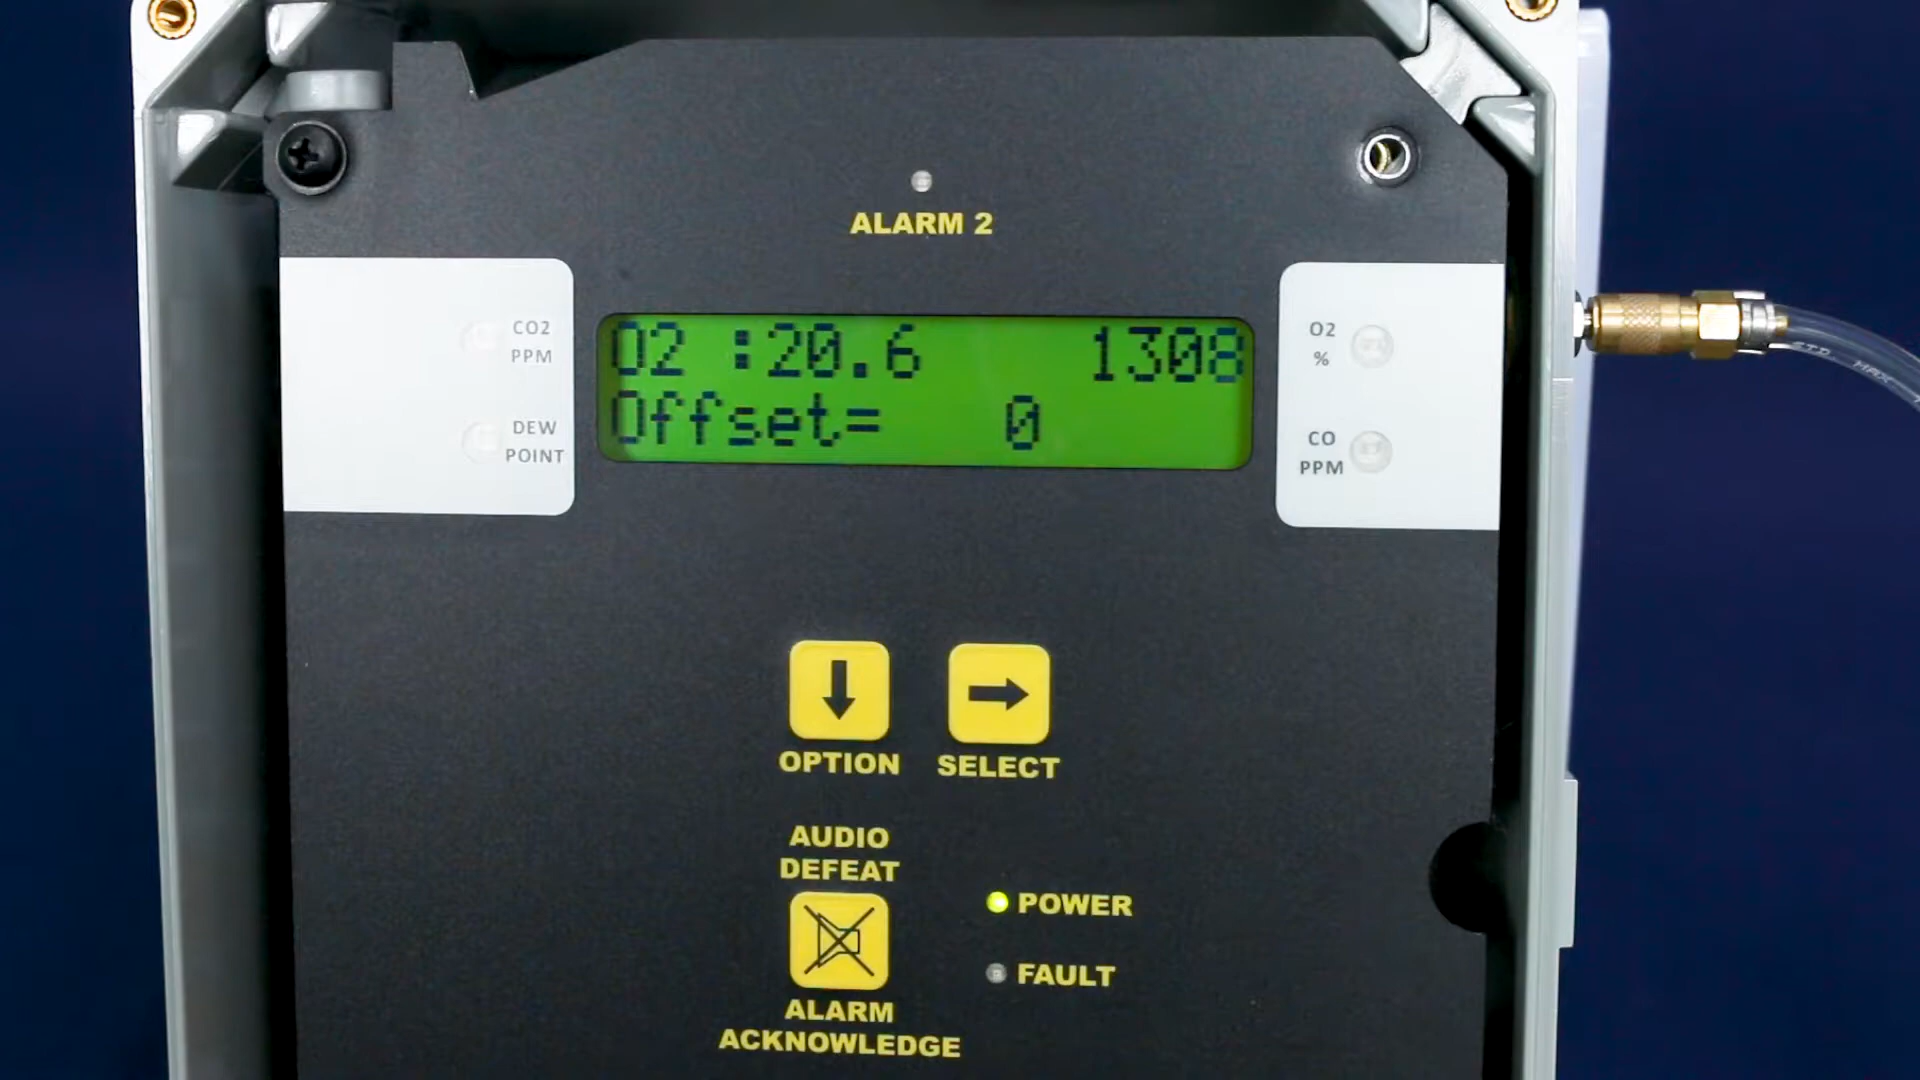 ALARM 2
CO2
PPM
DEW
POINT
O2 :20.6 1308
Offset= 0
O2
%
CO
PPM
OPTION
SELECT
AUDIO
DEFEAT
POWER
FAULT
ALARM
ACKNOWLEDGE
MAX